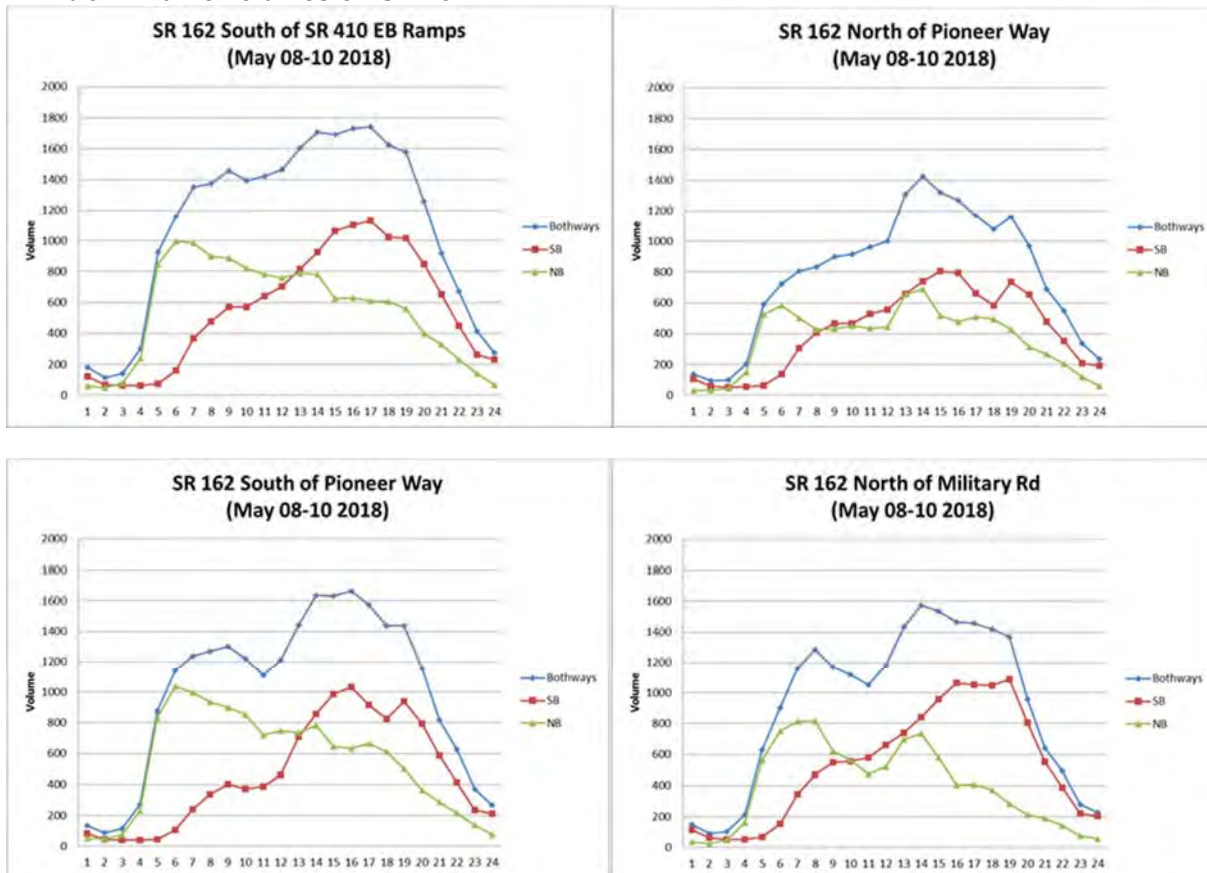 SR 162 South of SR 410 EB Ramps
(May 08-10 2018)
2000
1800
1600
1400
1200
1000
800
600
400
200
0
Volume
1 2 3 4 5 6 7 8 9 10 11 12 13 14 15 16 17 18 19 20 21 22 23 24
Bothways
SB
NB
SR 162 North of Pioneer Way
(May 08-10 2018)
2000
1800
1600
1400
1200
1000
800
600
400
200
0
Volume
1 2 3 4 5 6 7 8 9 10 11 12 13 14 15 16 17 18 19 20 21 22 23 24
Bothways
SB
NB
SR 162 South of Pioneer Way
(May 08-10 2018)
2000
1800
1600
1400
1200
1000
800
600
400
200
0
Volume
1 2 3 4 5 6 7 8 9 10 11 12 13 14 15 16 17 18 19 20 21 22 23 24
Bothways
SB
NB
SR 162 North of Military Rd
(May 08-10 2018)
2000
1800
1600
1400
1200
1000
800
600
400
200
0
Volume
1 2 3 4 5 6 7 8 9 10 11 12 13 14 15 16 17 18 19 20 21 22 23 24
Bothways
SB
NB